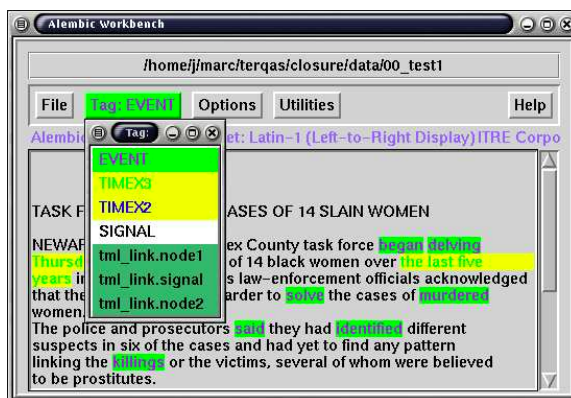 Alembic Workbench
/home/j/marc/terqas/closure/data/00_test1
File Tag: EVENT Options Utilities Help
Alembic et: Latin-1 (Left-to-Right Display) ITRE Corpo
Tag:
EVENT
TIMEX3
TIMEX2
SIGNAL
tml_link.node1
tml_link.signal
tml_link.node2
TASK F ASES OF 14 SLAIN WOMEN
NEWAR ex County task force began delving
Thursd of 14 black women over the last five
years in s law-enforcement officials acknowledged
that the arder to solve the cases of murdered
women.
The police and prosecutors said they had identified different
suspects in six of the cases and had yet to find any pattern
linking the killings or the victims, several of whom were believed
to be prostitutes.